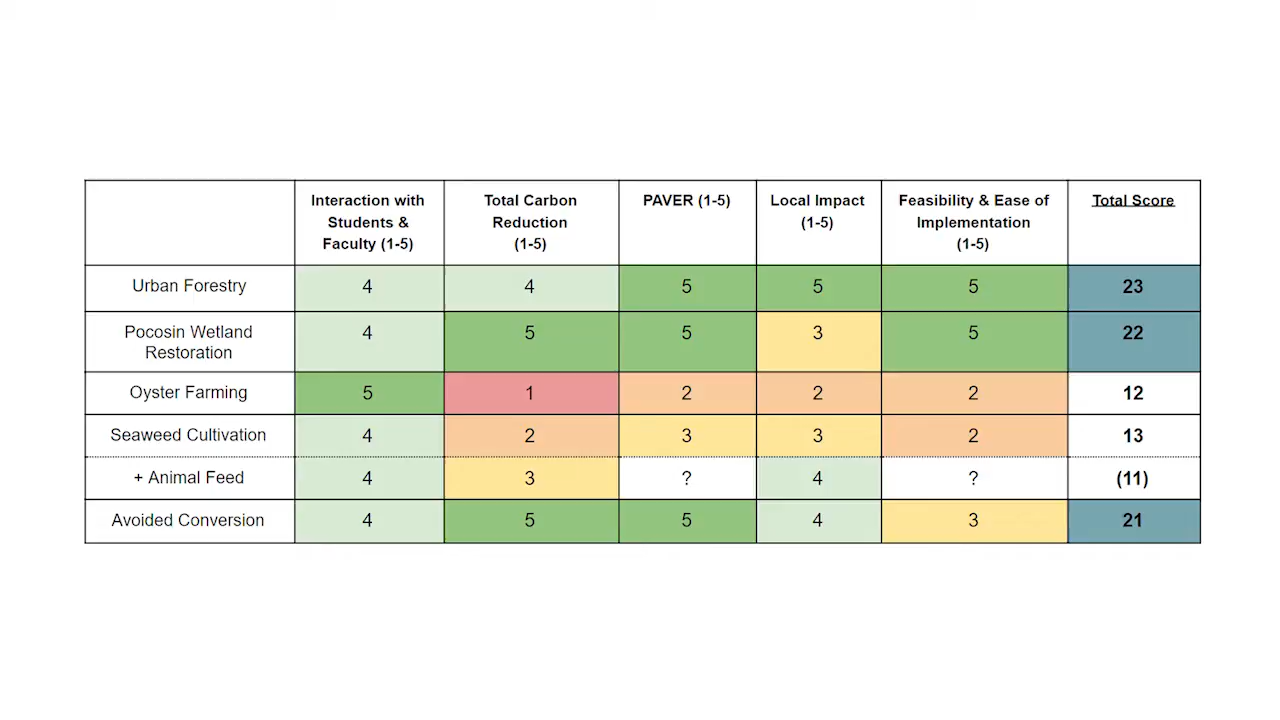 Interaction with
Students &
Faculty (1-5)
Total Carbon
Reduction
(1-5)
PAVER (1-5)
Local Impact
(1-5)
Feasibility & Ease of
Implementation
(1-5)
Total Score
Urban Forestry 4 4 5 5 5 23
Pocosin Wetland
Restoration 4 5 5 3 5 22
Oyster Farming 5 1 2 2 2 12
Seaweed Cultivation 4 2 3 3 2 13
+ Animal Feed 4 3 ? 4 ? (11)
Avoided Conversion 4 5 5 4 3 21